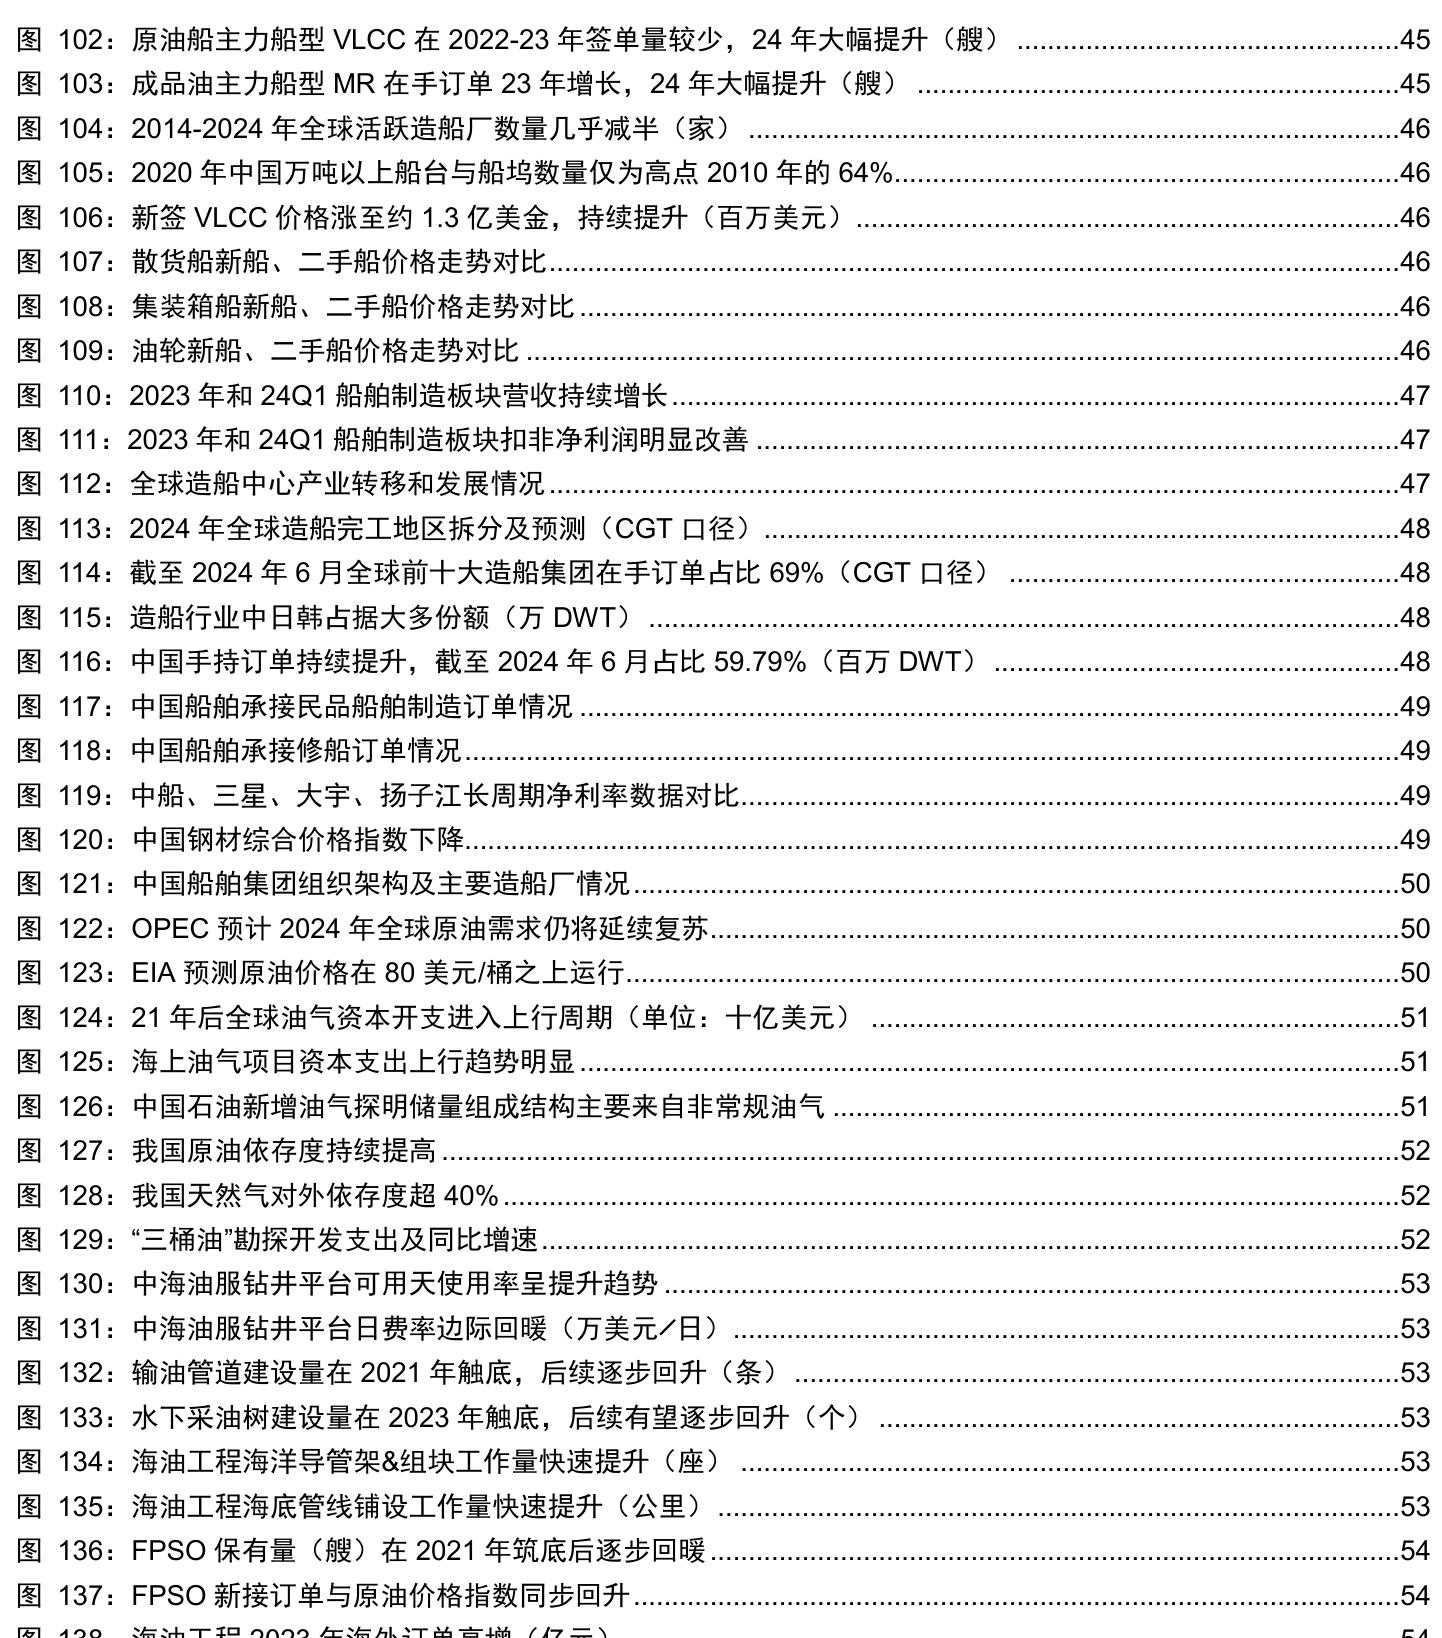 图 102：原油船主力船型 VLCC 在 2022-23 年签单量较少，24 年大幅提升（艘）....................45
图 103：成品油主力船型 MR 在手订单 23 年增长，24 年大幅提升（艘）....................45
图 104：2014-2024 年全球活跃造船厂数量几乎减半（家）....................46
图 105：2020 年中国万吨以上船台与船坞数量仅为高点 2010 年的 64%....................46
图 106：新签 VLCC 价格涨至约 1.3 亿美金，持续提升（百万美元）....................46
图 107：散货船新船、二手船价格走势对比....................46
图 108：集装箱船新船、二手船价格走势对比....................46
图 109：油轮新船、二手船价格走势对比....................46
图 110：2023 年和 24Q1 船舶制造板块营收持续增长....................47
图 111：2023 年和 24Q1 船舶制造板块扣非净利润明显改善....................47
图 112：全球造船中心产业转移和发展情况....................47
图 113：2024 年全球造船完工地区拆分及预测（CGT 口径）....................48
图 114：截至 2024 年 6 月全球前十大造船集团在手订单占比 69%（CGT 口径）....................48
图 115：造船行业中日韩占据大多份额（万 DWT）....................48
图 116：中国手持订单持续提升，截至 2024 年 6 月占比 59.79%（百万 DWT）....................48
图 117：中国船舶承接民品船舶制造订单情况....................49
图 118：中国船舶承接修船订单情况....................49
图 119：中船、三星、大宇、扬子江长周期净利率数据对比....................49
图 120：中国钢材综合价格指数下降....................49
图 121：中国船舶集团组织架构及主要造船厂情况....................50
图 122：OPEC 预计 2024 年全球原油需求仍将延续复苏....................50
图 123：EIA 预测原油价格在 80 美元/桶之上运行....................50
图 124：21 年后全球油气资本开支进入上行周期（单位：十亿美元）....................51
图 125：海上油气项目资本支出上行趋势明显....................51
图 126：中国石油新增油气探明储量组成结构主要来自非常规油气....................51
图 127：我国原油依存度持续提高....................52
图 128：我国天然气对外依存度超 40%....................52
图 129：“三桶油”勘探开发支出及同比增速....................52
图 130：中海油服钻井平台可用天使用率呈提升趋势....................53
图 131：中海油服钻井平台日费率边际回暖（万美元/日）....................53
图 132：输油管道建设量在 2021 年触底，后续逐步回升（条）....................53
图 133：水下采油树建设量在 2023 年触底，后续有望逐步回升（个）....................53
图 134：海油工程海洋导管架&组块工作量快速提升（座）....................53
图 135：海油工程海底管线铺设工作量快速提升（公里）....................53
图 136：FPSO 保有量（艘）在 2021 年筑底后逐步回暖....................54
图 137：FPSO 新接订单与原油价格指数同步回升....................54
图 138：海油工程 2023 年海外订单高增（亿元）....................54